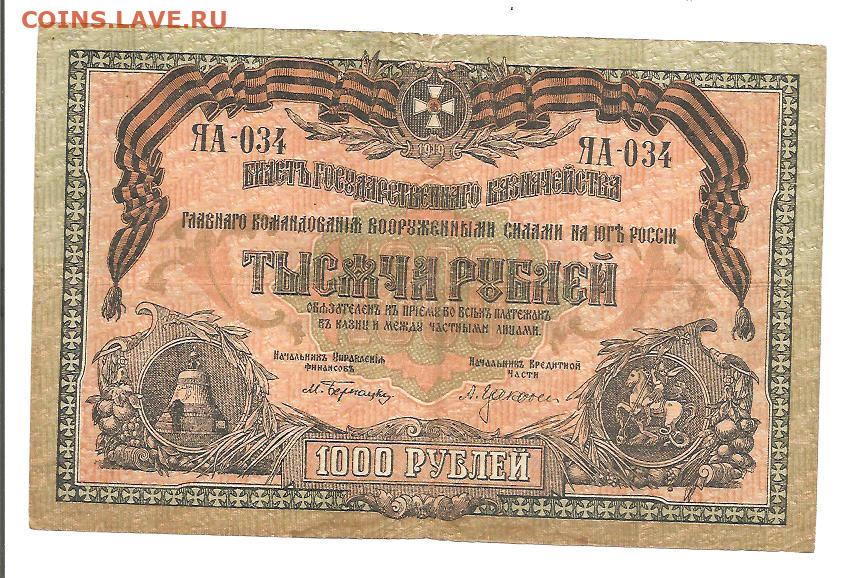 COINS.LAVE.RU
ЯА-034 ЯА-034
1919
БИЛЕТЪ ГОСУДАРСТВЕННАГО КАЗНАЧЕЙСТВА
ГЛАВНАГО КОМАНДОВАНІЯ ВООРУЖЕННЫМИ СИЛАМИ НА ЮГѢ РОССІИ
ТЫСЯЧА РУБЛЕЙ
ОБЯЗАТЕЛЕНЪ КЪ ПРІЕМУ ВО ВСѢХЪ ПЛАТЕЖАХЪ
ВЪ КАЗНУ И МЕЖДУ ЧАСТНЫМИ ЛИЦАМИ.
НАЧАЛЬНИКЪ УПРАВЛЕНІЯ НАЧАЛЬНИКЪ КРЕДИТНОЙ
ФИНАНСОВЪ ЧАСТИ
М. Бернацкій
1000 РУБЛЕЙ